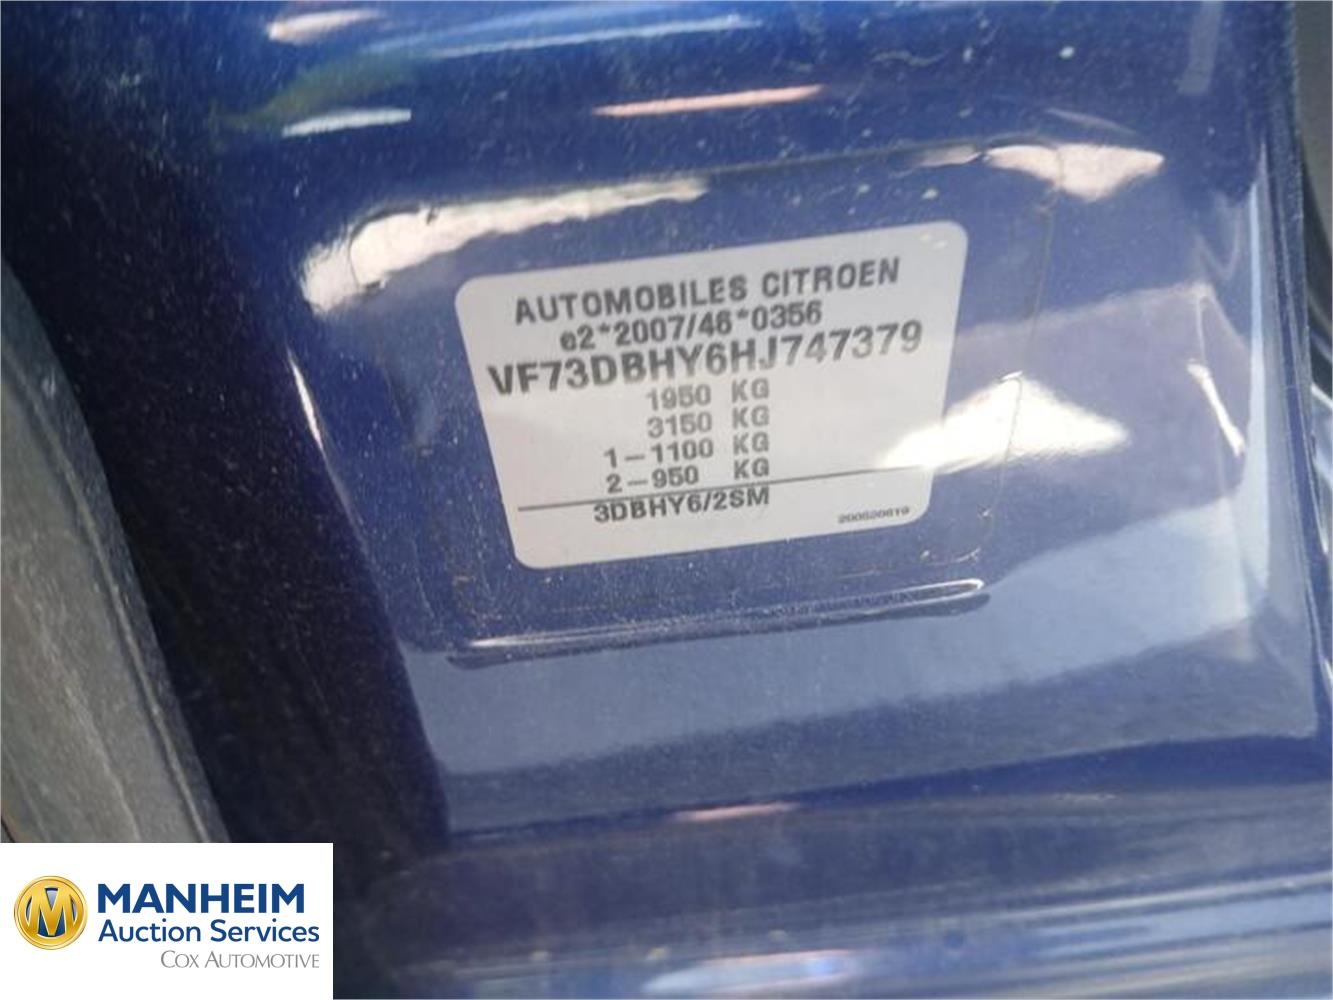 AUTOMOBILES CITROEN
e2*2007/46*0356
VF73DBHY6HJ747379
1950 KG
3150 KG
1-1100 KG
2-950 KG
3DBHY6/2SM
MANHEIM
Auction Services
COX AUTOMOTIVE